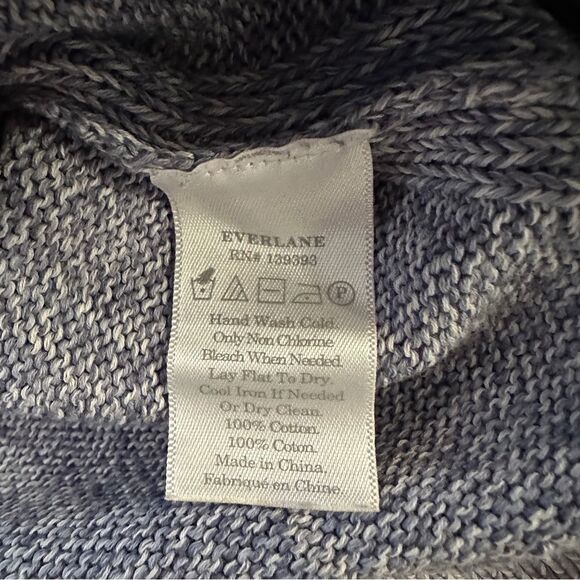 EVERLANE
RN# 139393
P
Hand Wash Cold.
Only Non Chlorine
Bleach When Needed.
Lay Flat To Dry.
Cool Iron If Needed
Or Dry Clean.
100% Cotton.
100% Coton.
Made in China.
Fabriqué en Chine.